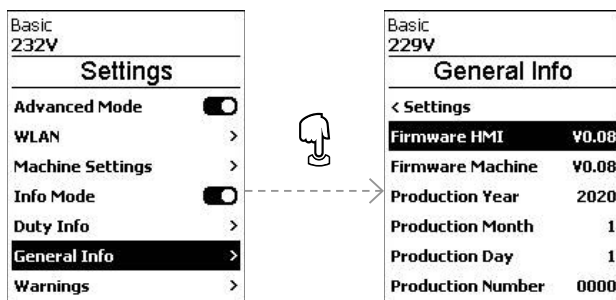 Basic
232V
Settings
Advanced Mode
WLAN >
Machine Settings >
Info Mode
Duty Info >
General Info >
Warnings >
Basic
229V
General Info
< Settings
Firmware HMI V0.08
Firmware Machine V0.08
Production Year 2020
Production Month 1
Production Day 1
Production Number 0000